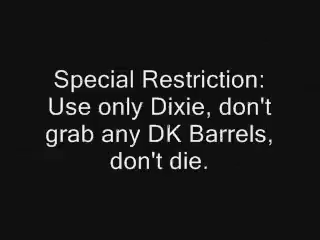 Special Restriction:
Use only Dixie, don't
grab any DK Barrels,
don't die.